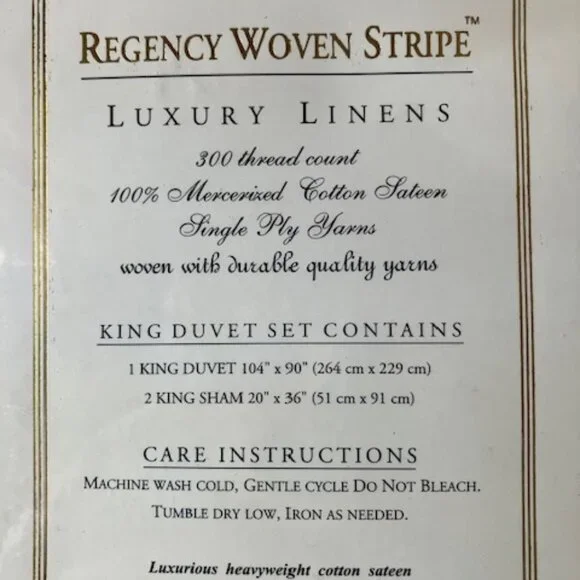 REGENCY WOVEN STRIPE™
LUXURY LINENS
300 thread count
100% Mercerized Cotton Sateen
Single Ply Yarns
woven with durable quality yarns
KING DUVET SET CONTAINS
1 KING DUVET 104" x 90" (264 cm x 229 cm)
2 KING SHAM 20" x 36" (51 cm x 91 cm)
CARE INSTRUCTIONS
MACHINE WASH COLD, GENTLE CYCLE DO NOT BLEACH.
TUMBLE DRY LOW, IRON AS NEEDED.
Luxurious heavyweight cotton sateen